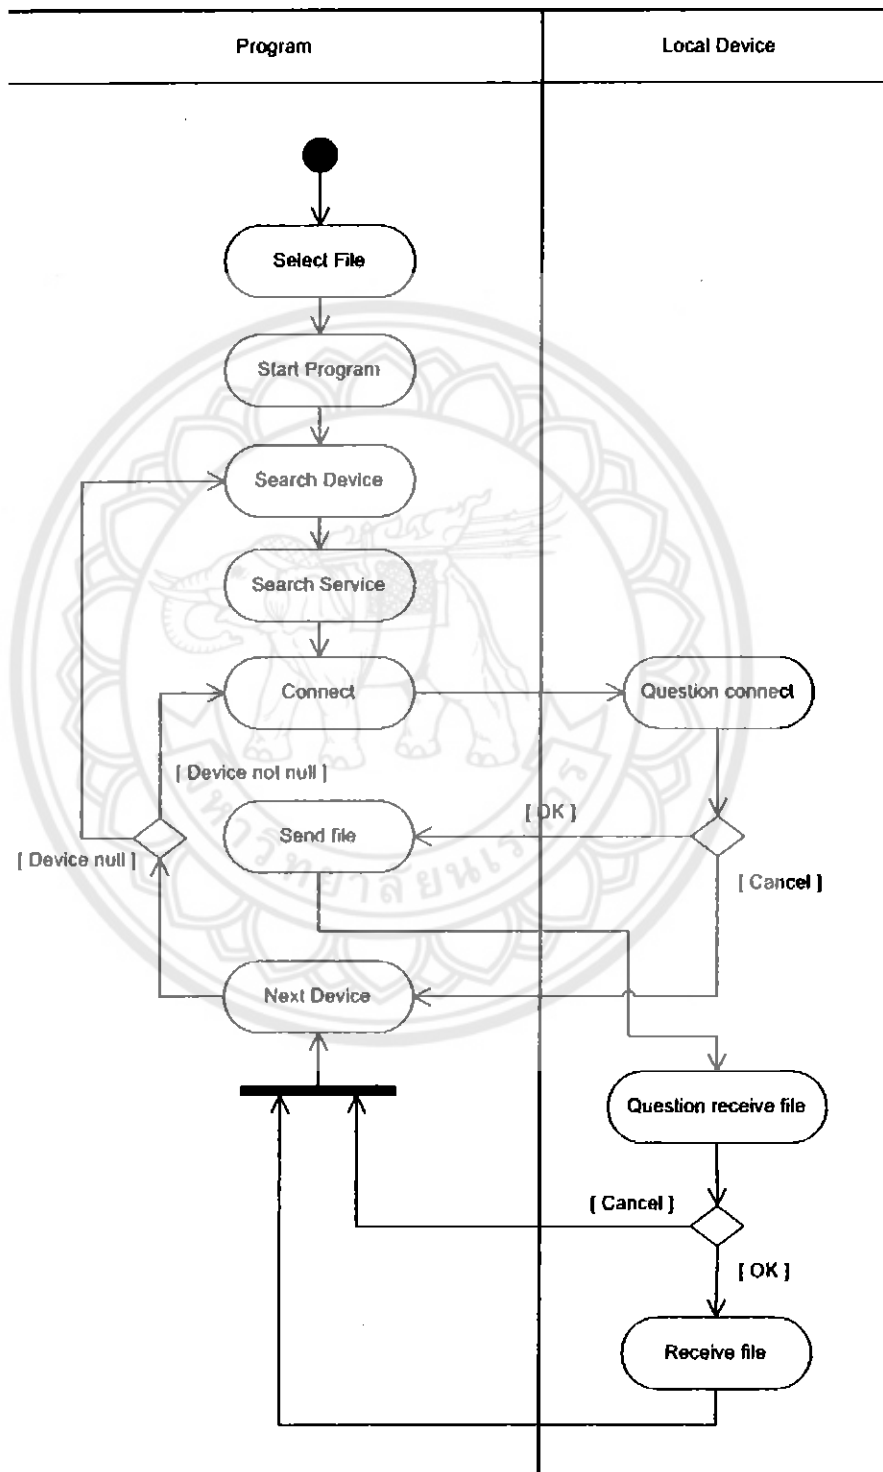 Program
Local Device
Select File
Start Program
Search Device
Search Service
Connect
Question connect
[ Device not null ]
[ OK ]
Send file
[ Device null ]
[ Cancel ]
Next Device
Question receive file
[ Cancel ]
[ OK ]
Receive file